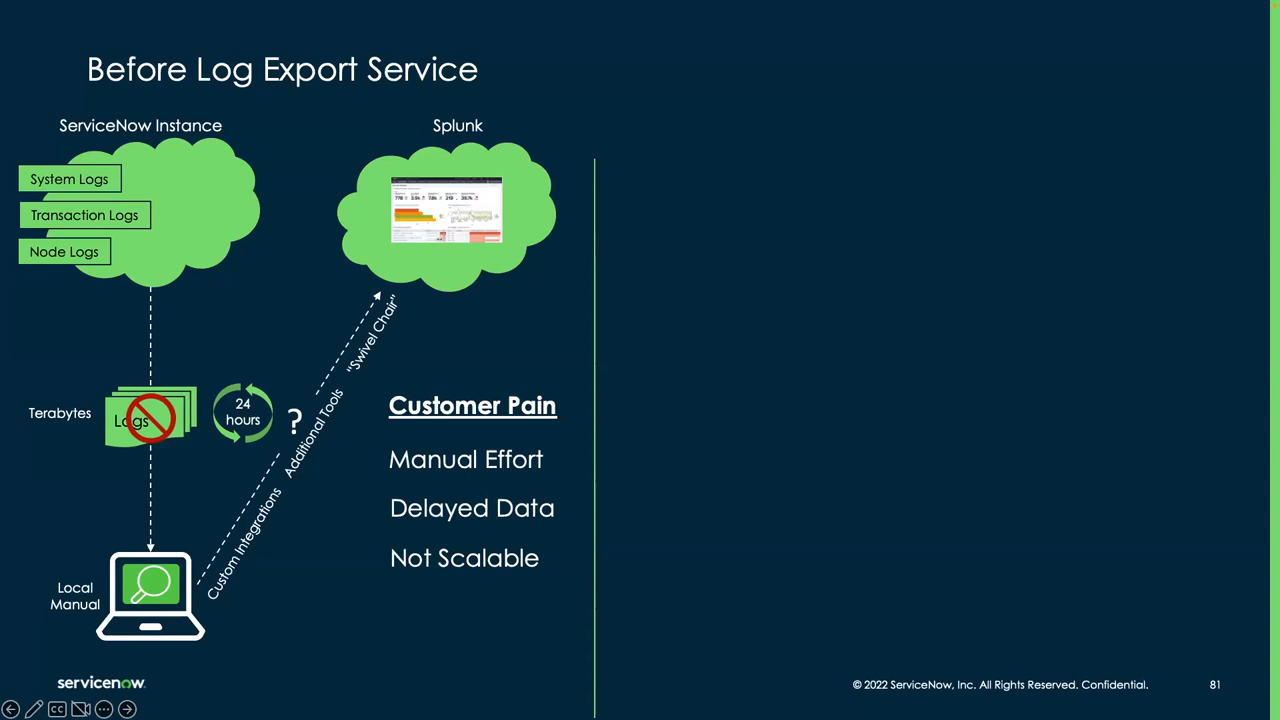 Before Log Export Service
ServiceNow Instance
Splunk
System Logs
Transaction Logs
Node Logs
Terabytes
Logs
24
hours
?
Custom Integrations
Additional Tools
"Swivel Chair"
Customer Pain
Manual Effort
Delayed Data
Not Scalable
Local
Manual
servicenow.
© 2022 ServiceNow, Inc. All Rights Reserved. Confidential.
81
CC